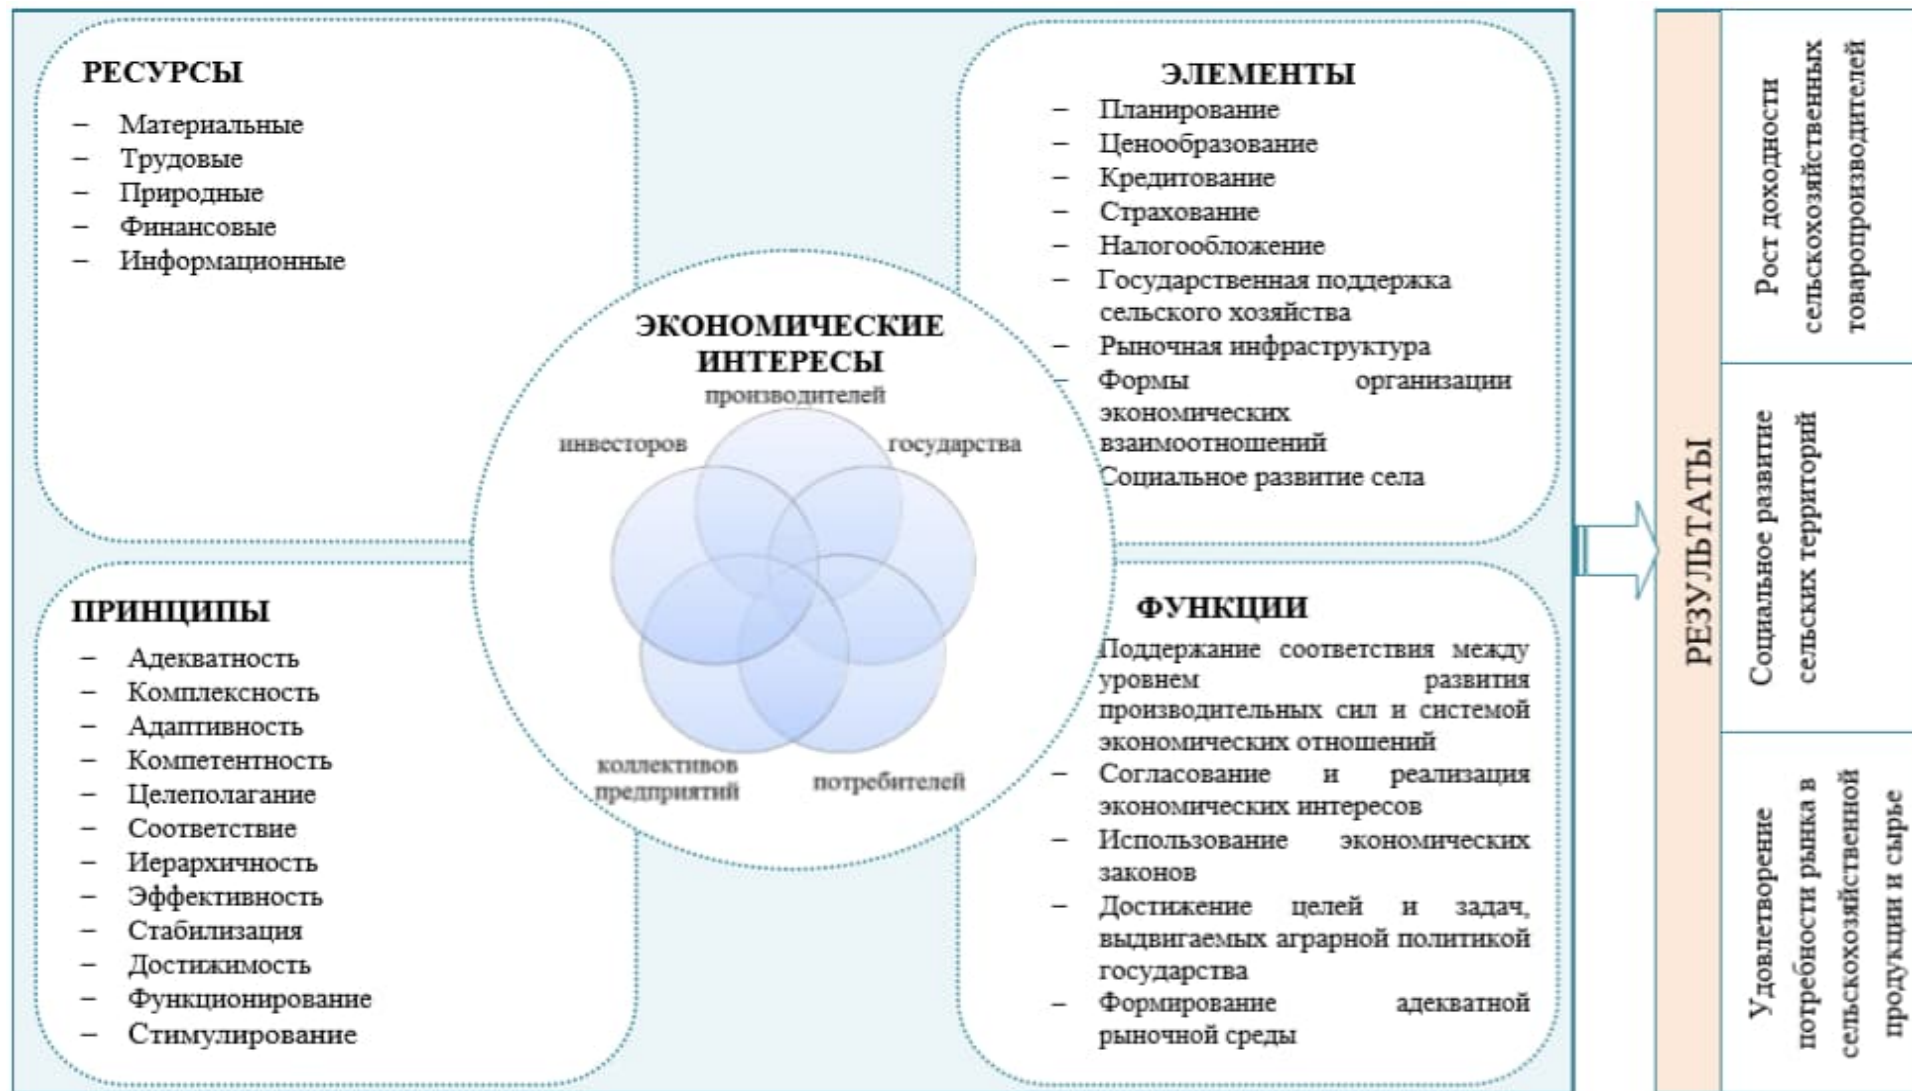 РЕСУРСЫ
– Материальные
– Трудовые
– Природные
– Финансовые
– Информационные
ЭЛЕМЕНТЫ
– Планирование
– Ценообразование
– Кредитование
– Страхование
– Налогообложение
– Государственная поддержка
сельского хозяйства
– Рыночная инфраструктура
– Формы организации
экономических
взаимоотношений
Социальное развитие села
ЭКОНОМИЧЕСКИЕ
ИНТЕРЕСЫ
производителей
инвесторов
государства
коллективов
предприятий
потребителей
ПРИНЦИПЫ
– Адекватность
– Комплексность
– Адаптивность
– Компетентность
– Целеполагание
– Соответствие
– Иерархичность
– Эффективность
– Стабилизация
– Достижимость
– Функционирование
– Стимулирование
ФУНКЦИИ
Поддержание соответствия между
уровнем развития
производительных сил и системой
экономических отношений
– Согласование и реализация
экономических интересов
– Использование экономических
законов
– Достижение целей и задач,
выдвигаемых аграрной политикой
государства
– Формирование адекватной
рыночной среды
РЕЗУЛЬТАТЫ
Рост доходности
сельскохозяйственных
товаропроизводителей
Социальное развитие
сельских территорий
Удовлетворение
потребности рынка в
сельскохозяйственной
продукции и сырье